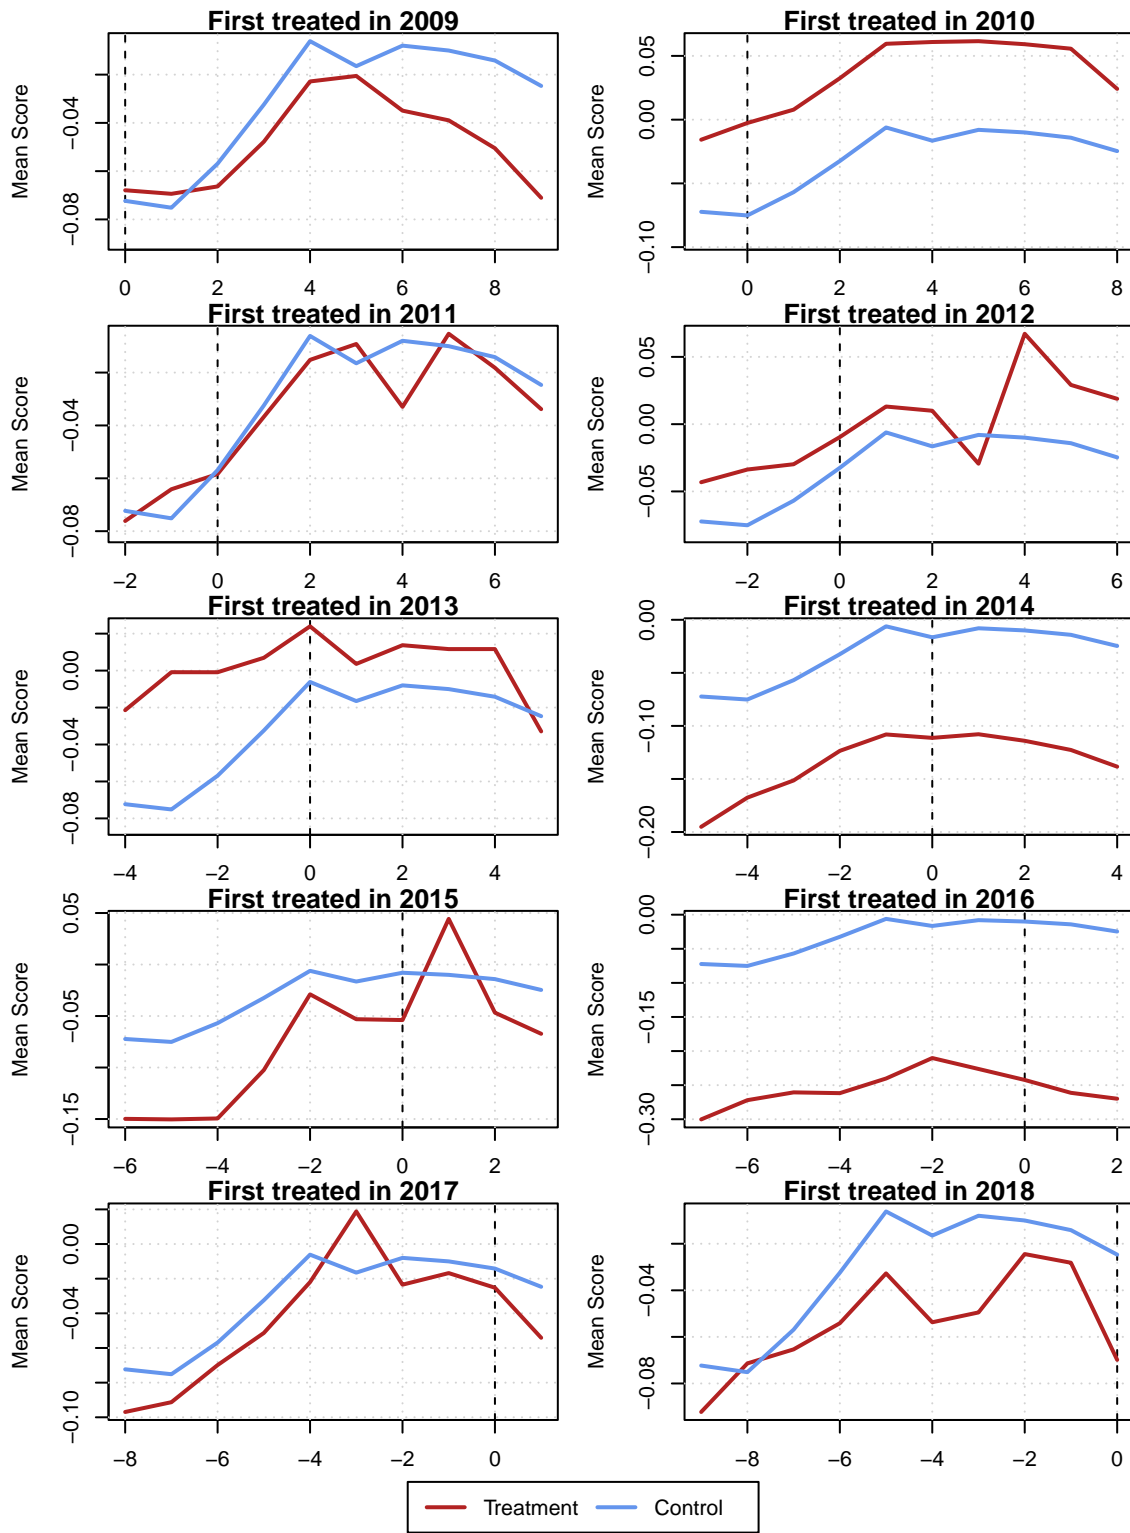 First treated in 2009
Mean Score
−0.04
−0.08
0 2 4 6 8
First treated in 2010
Mean Score
0.05
0.00
−0.10
0 2 4 6 8
First treated in 2011
Mean Score
−0.04
−0.08
−2 0 2 4 6
First treated in 2012
Mean Score
0.05
0.00
−0.05
−2 0 2 4 6
First treated in 2013
Mean Score
0.00
−0.04
−0.08
−4 −2 0 2 4
First treated in 2014
Mean Score
0.00
−0.10
−0.20
−4 −2 0 2 4
First treated in 2015
Mean Score
0.05
−0.05
−0.15
−6 −4 −2 0 2
First treated in 2016
Mean Score
0.00
−0.15
−0.30
−6 −4 −2 0 2
First treated in 2017
Mean Score
0.00
−0.04
−0.10
−8 −6 −4 −2 0
First treated in 2018
Mean Score
−0.04
−0.08
−8 −6 −4 −2 0
Treatment Control